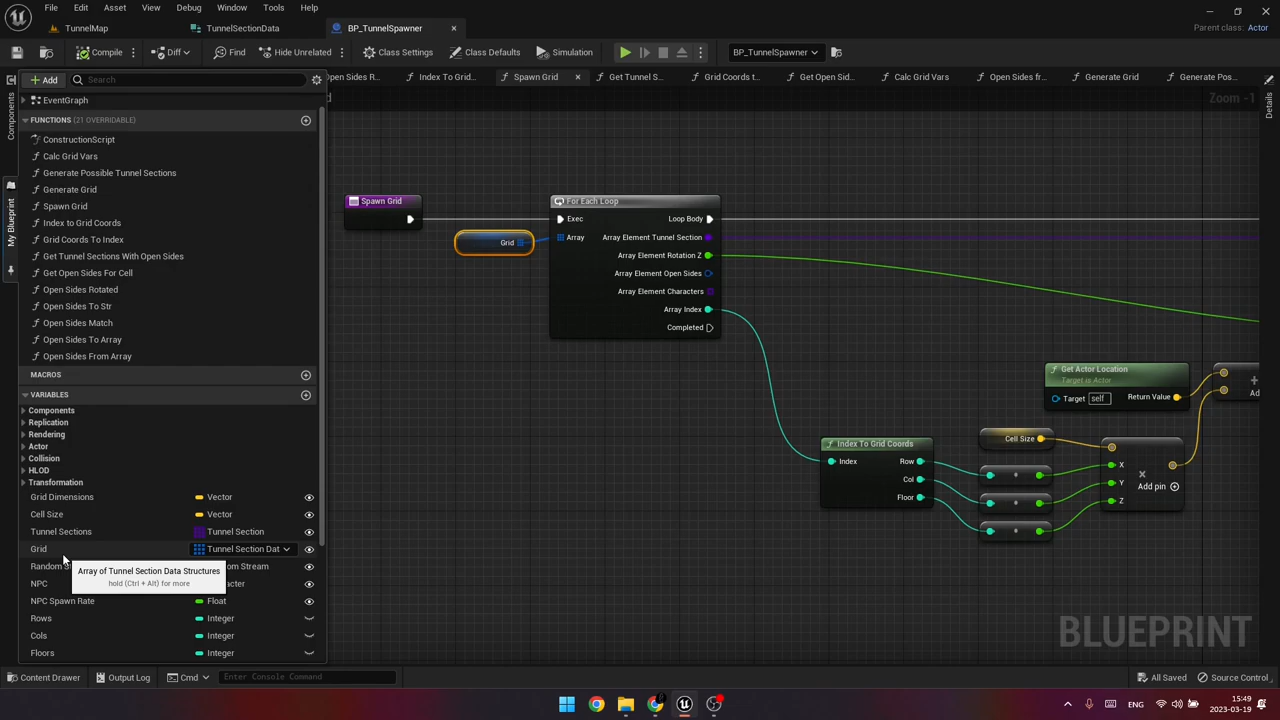 File Edit Asset View Debug Window Tools Help
TunnelMap TunnelSectionData BP_TunnelSpawner
Parent class: Actor
Compile Diff Find Hide Unrelated Class Settings Class Defaults Simulation BP_TunnelSpawner
Add Search
Open Sides R... Index To Grid... Spawn Grid Get Tunnel S... Grid Coords t... Get Open Sid... Calc Grid Vars Open Sides fr... Generate Grid Generate Pos...
Components
My Blueprint
Details
Zoom -1
EventGraph
FUNCTIONS (21 OVERRIDABLE)
ConstructionScript
Calc Grid Vars
Generate Possible Tunnel Sections
Generate Grid
Spawn Grid
Index to Grid Coords
Grid Coords To Index
Get Tunnel Sections With Open Sides
Get Open Sides For Cell
Open Sides Rotated
Open Sides To Str
Open Sides Match
Open Sides To Array
Open Sides From Array
MACROS
VARIABLES
Components
Replication
Rendering
Actor
Collision
HLOD
Transformation
Grid Dimensions Vector
Cell Size Vector
Tunnel Sections Tunnel Section
Grid Tunnel Section Dat
Array of Tunnel Section Data Structures
hold (Ctrl + Alt) for more
NPC
NPC Spawn Rate Float
Rows Integer
Cols Integer
Floors Integer
Spawn Grid
Grid
For Each Loop
Exec Loop Body
Array Array Element Tunnel Section
Array Element Rotation Z
Array Element Open Sides
Array Element Characters
Array Index
Completed
Get Actor Location
Target is Actor
Target self Return Value
Index To Grid Coords
Index Row
Col
Floor
Cell Size
X
Y
Z
Add pin
BLUEPRINT
Content Drawer Output Log Cmd Enter Console Command All Saved Source Control
ENG
15:49
2023-03-19